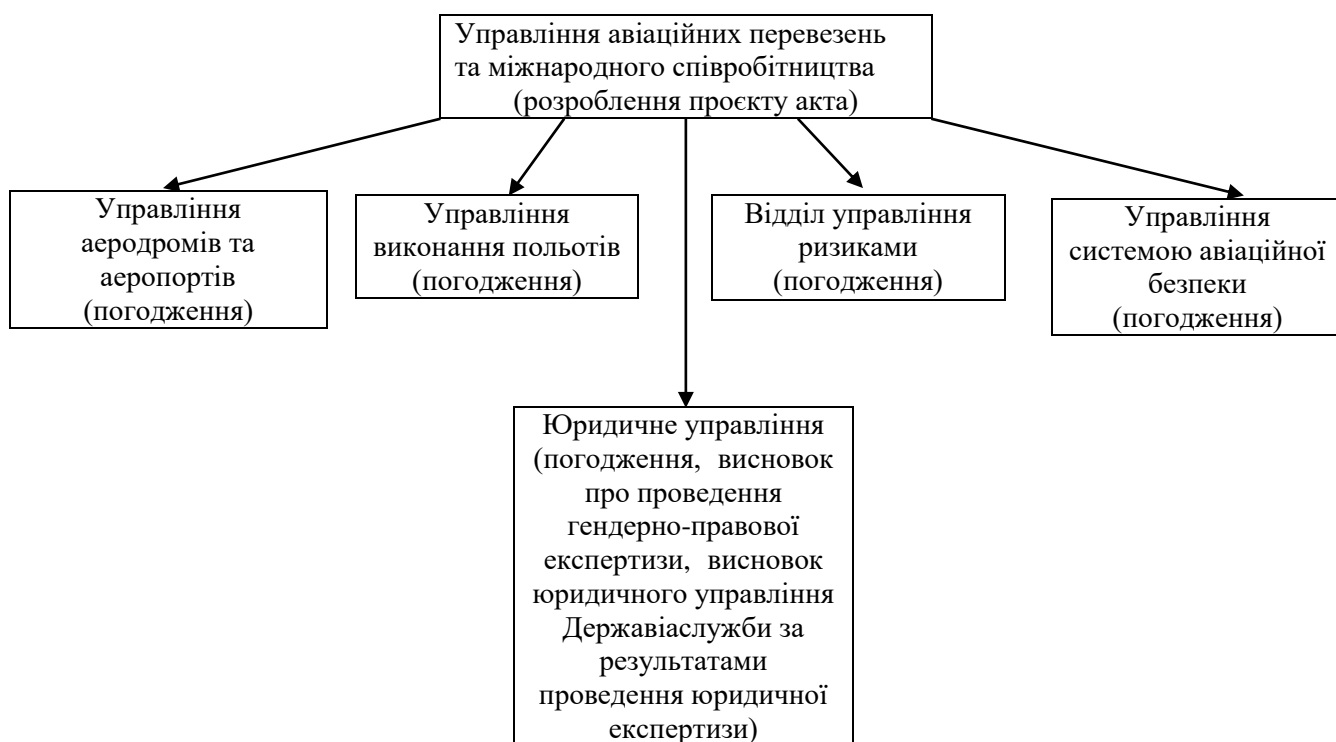 Управління авіаційних перевезень
та міжнародного співробітництва
(розроблення проєкту акта)
Управління
аеродромів та
аеропортів
(погодження)
Управління
виконання польотів
(погодження)
Відділ управління
ризиками
(погодження)
Управління
системою авіаційної
безпеки
(погодження)
Юридичне управління
(погодження, висновок
про проведення
гендерно-правової
експертизи, висновок
юридичного управління
Державіаслужби за
результатами
проведення юридичної
експертизи)